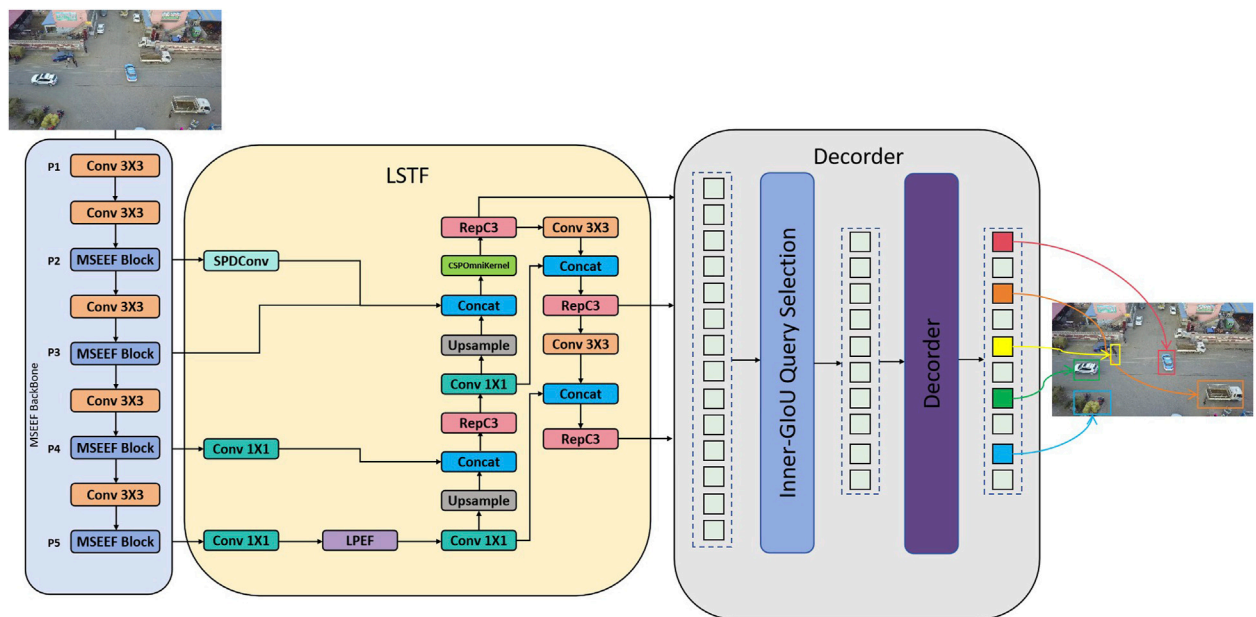 P1
Conv 3X3
Conv 3X3
P2
MSEEF Block
Conv 3X3
P3
MSEEF Block
Conv 3X3
P4
MSEEF Block
Conv 3X3
P5
MSEEF Block
MSEEF BackBone
LSTF
SPDConv
Conv 1X1
Conv 1X1
LPEF
RepC3
CSPOmniKernel
Concat
Upsample
Conv 1X1
RepC3
Concat
Upsample
Conv 1X1
Conv 3X3
Concat
RepC3
Conv 3X3
Concat
RepC3
Decorder
Inner-GIoU Query Selection
Decorder